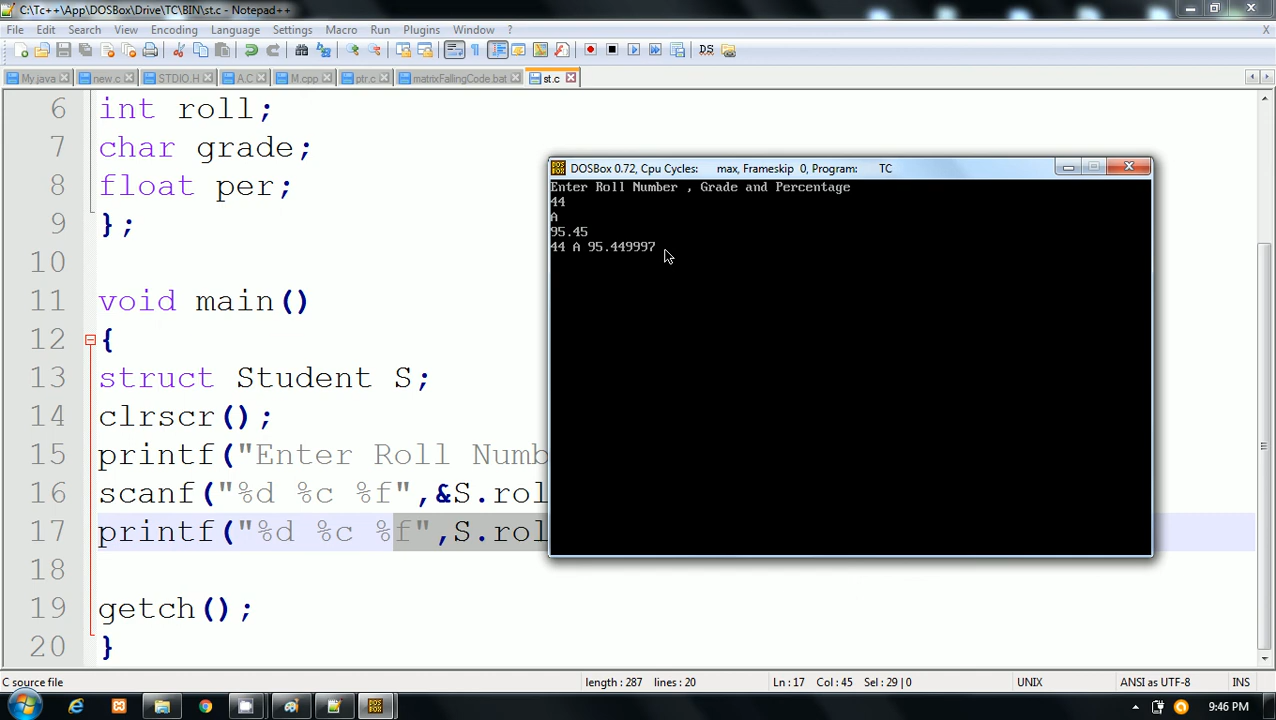 C:\Tc++\App\DOSBox\Drive\TC\BIN\st.c - Notepad++
File Edit Search View Encoding Language Settings Macro Run Plugins Window ? X
My.java new.c STDIO.H A.C M.cpp ptr.c matrixFallingCode.bat st.c
6 int roll;
7 char grade;
8 float per;
9 };
10
11 void main()
12 {
13 struct Student S;
14 clrscr();
15 printf("Enter Roll Numb
16 scanf("%d %c %f",&S.rol
17 printf("%d %c %f",S.rol
18
19 getch();
20 }
DOSBox 0.72, Cpu Cycles: max, Frameskip 0, Program: TC
Enter Roll Number , Grade and Percentage
44
A
95.45
44 A 95.449997
C source file length : 287 lines : 20 Ln : 17 Col : 45 Sel : 29 | 0 UNIX ANSI as UTF-8 INS
9:46 PM